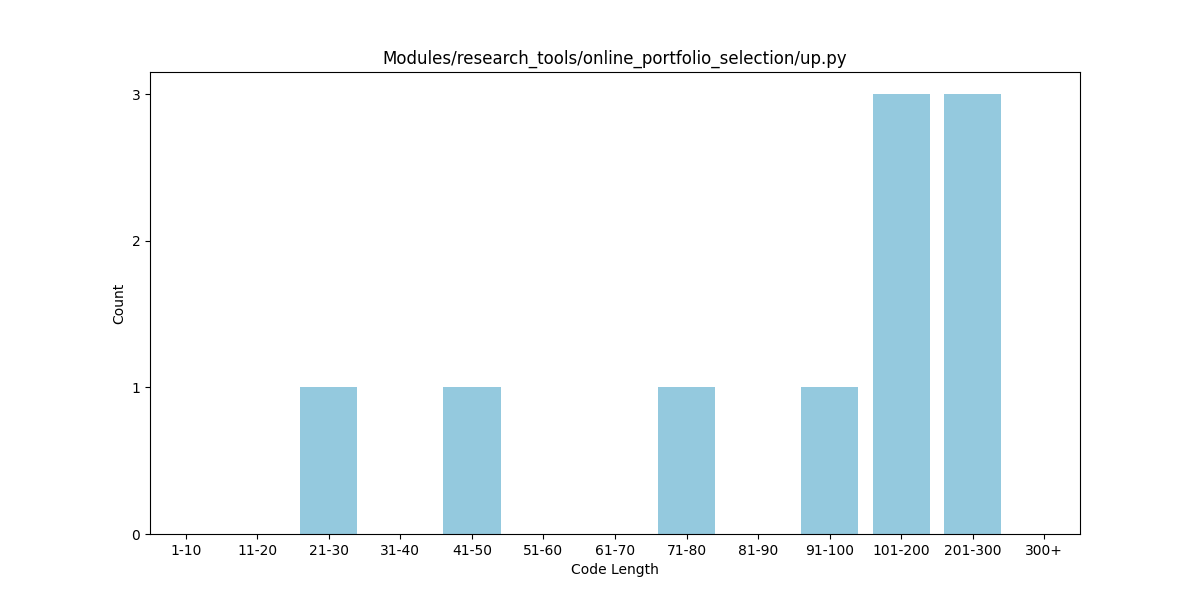 Modules/research_tools/online_portfolio_selection/up.py
3
2
1
0
Count
1-10 11-20 21-30 31-40 41-50 51-60 61-70 71-80 81-90 91-100 101-200 201-300 300+
Code Length